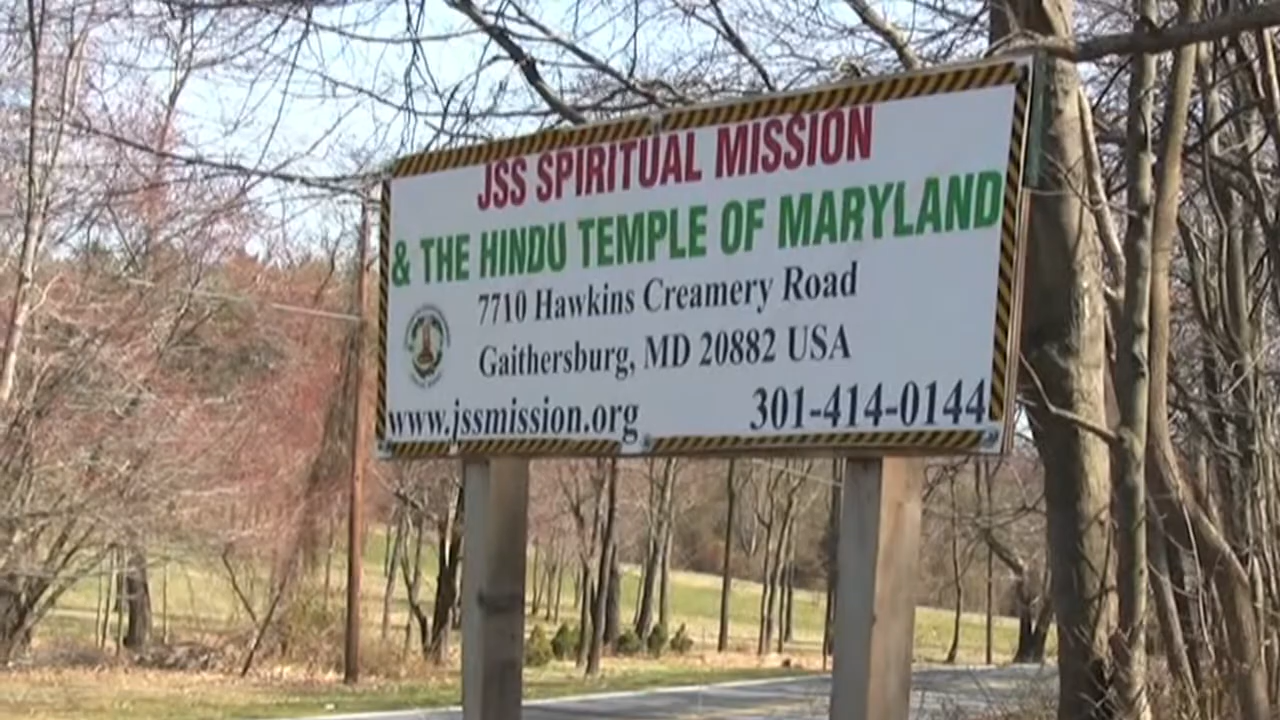 JSS SPIRITUAL MISSION
& THE HINDU TEMPLE OF MARYLAND
7710 Hawkins Creamery Road
Gaithersburg, MD 20882 USA
www.jssmission.org 301-414-0144